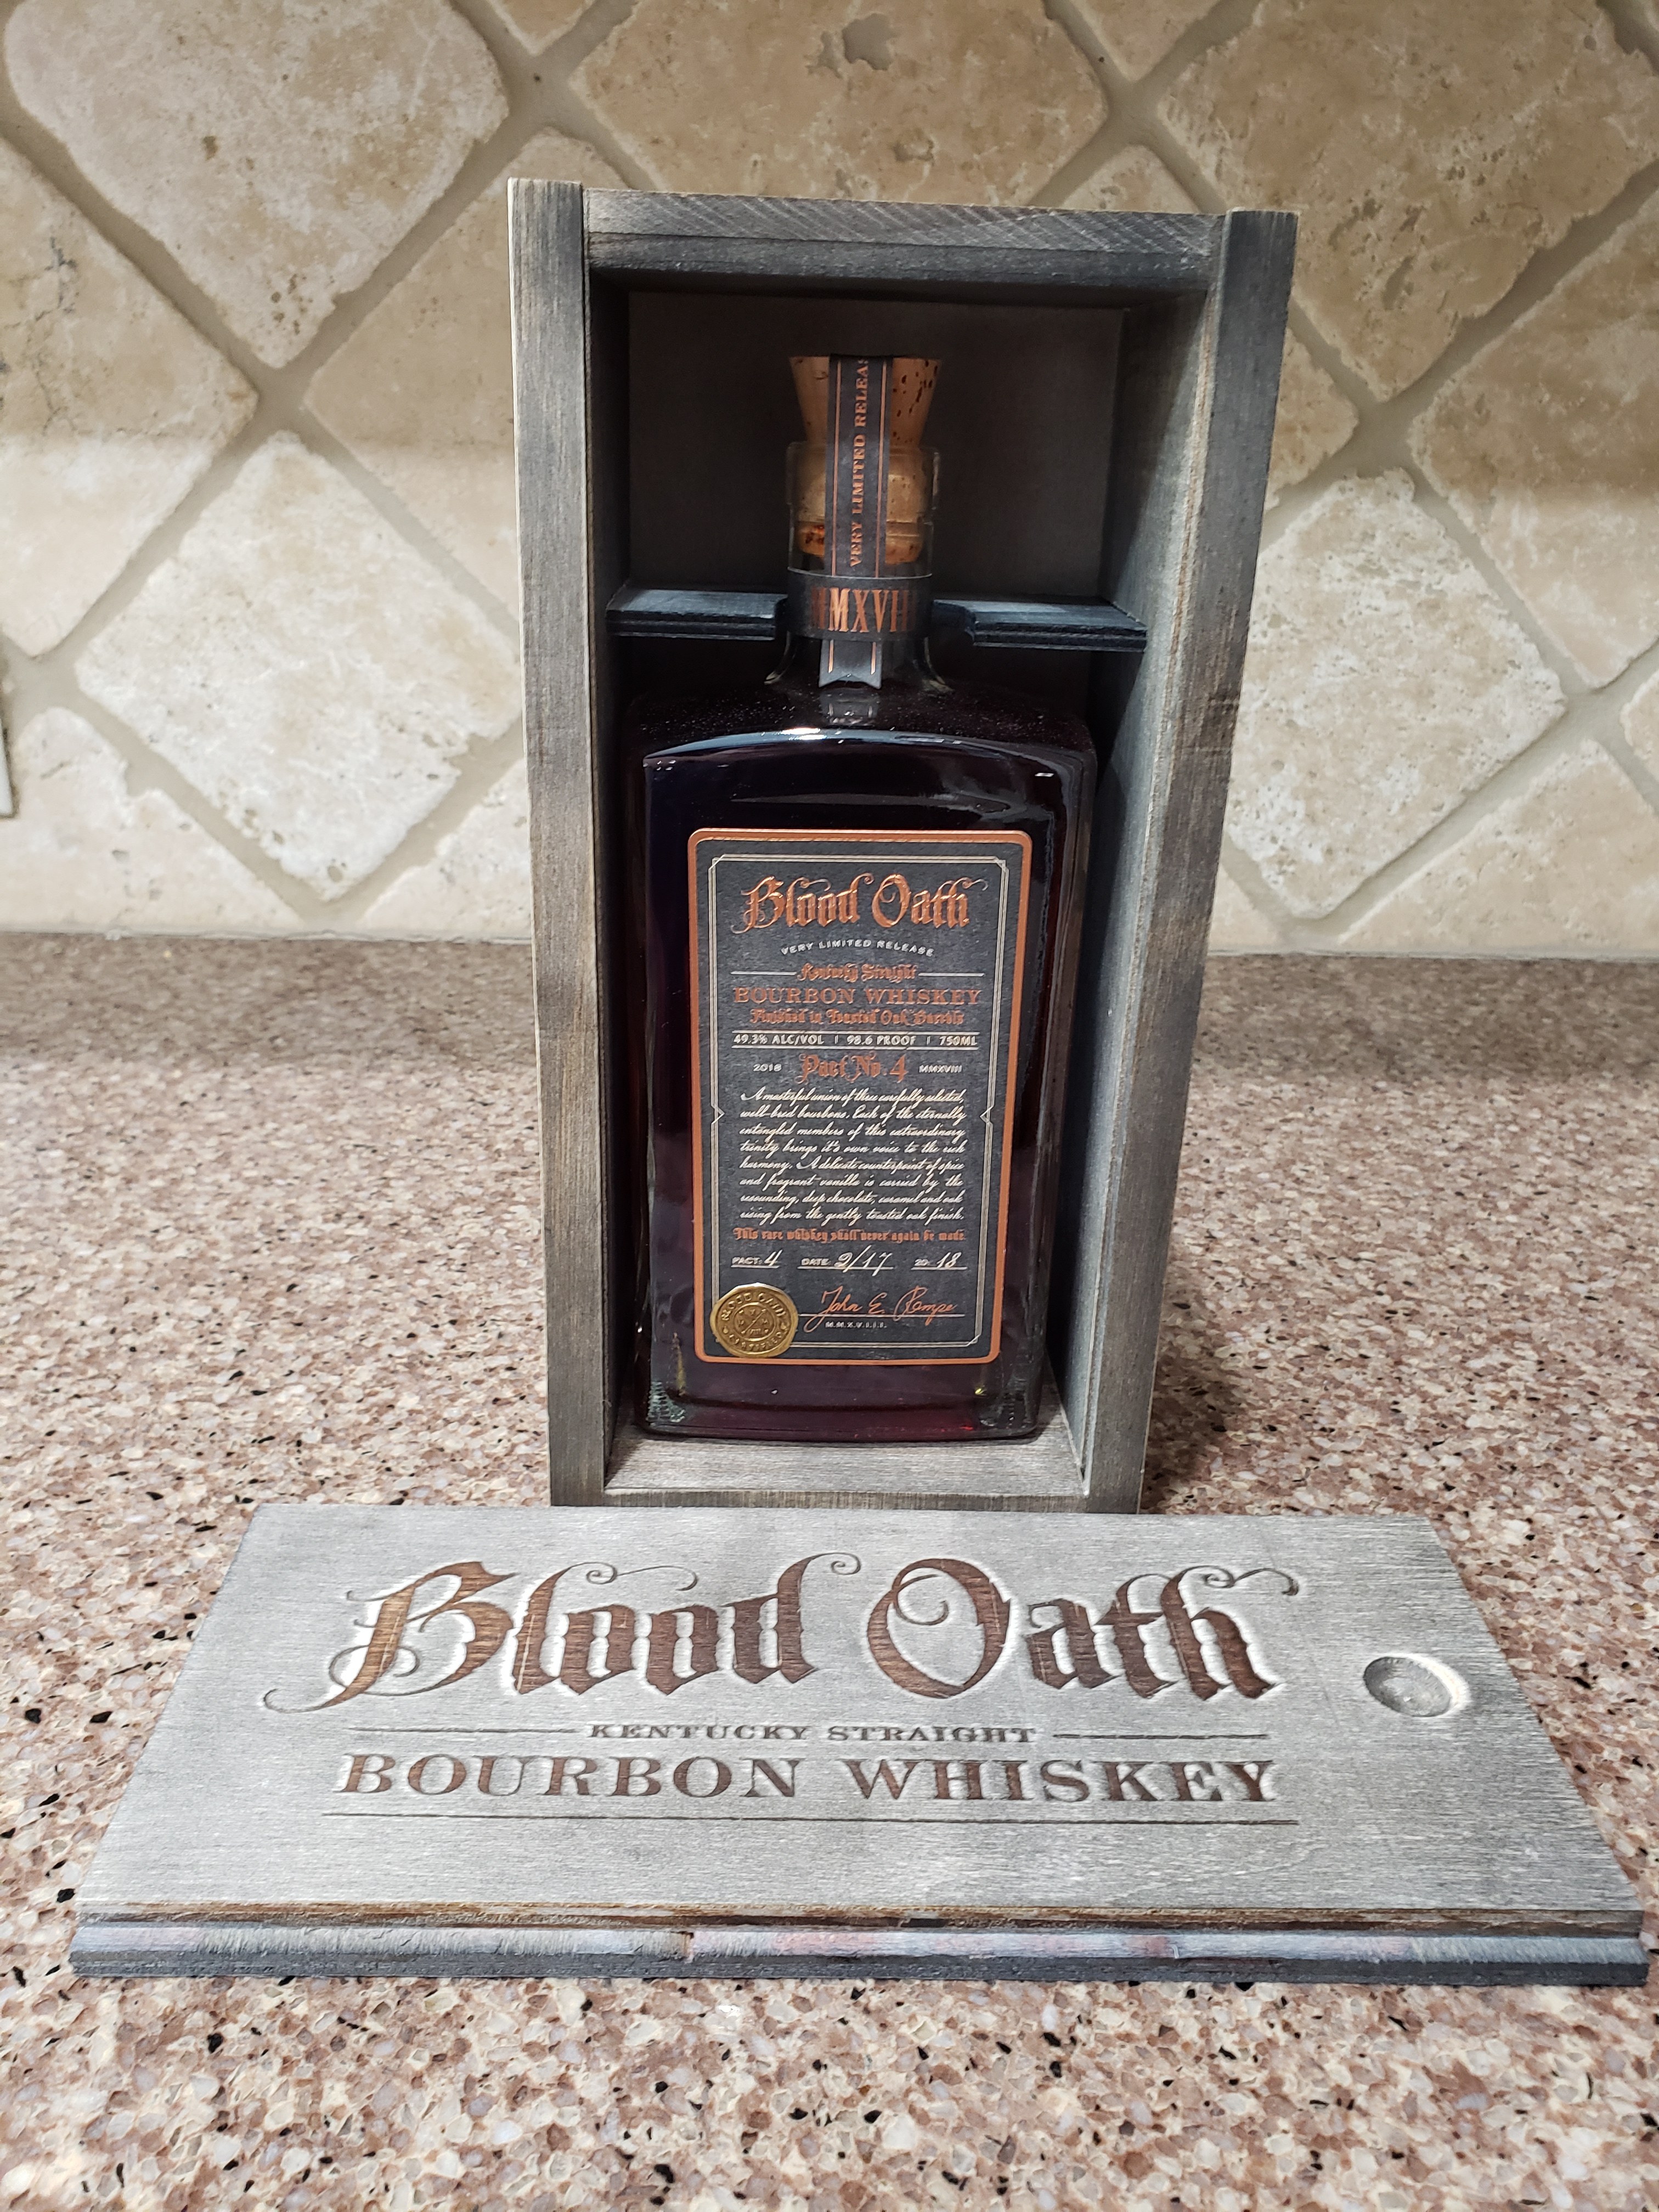 VERY LIMITED RELEAS
MMXVII
Blood Oath
VERY LIMITED RELEASE
Kentucky Straight
BOURBON WHISKEY
Finished in Toasted Oak Barrels
49.3% ALC/VOL | 98.6 PROOF | 750ML
2018 Pact No. 4 MMXVIII
A masterful union of three carefully selected,
well-bred bourbons. Each of the eternally
entangled members of this extraordinary
trinity brings it's own voice to the rich
harmony. A delicate counterpoint of spice
and fragrant vanilla is carried by the
resounding, deep chocolate, caramel and oak
rising from the gently toasted oak finish.
This rare whiskey shall never again be made
PACT: 4 DATE 2/17 20: 18
John E. Rempe
M.M.X.V.I.I.I.
Blood Oath
KENTUCKY STRAIGHT
BOURBON WHISKEY